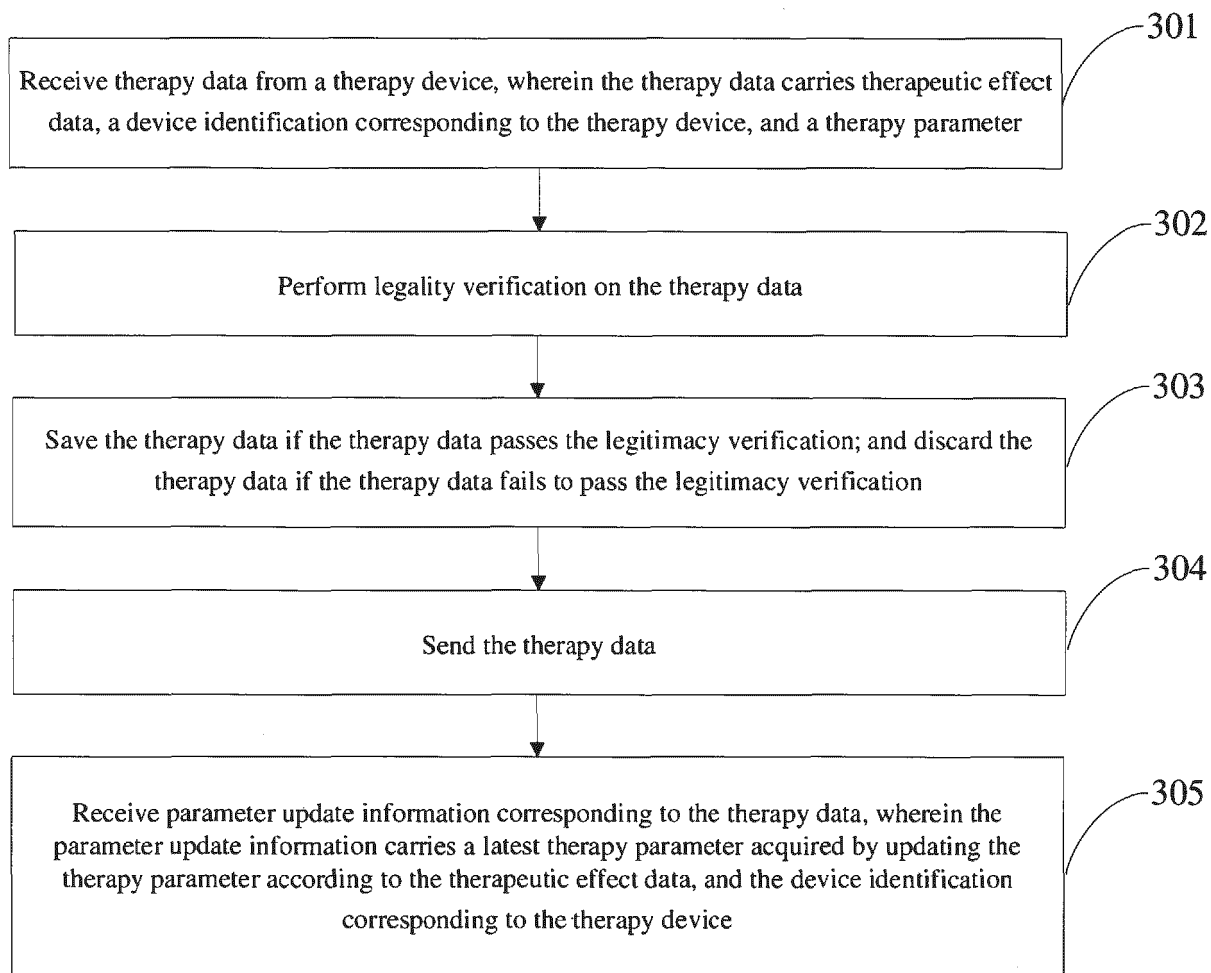 301
Receive therapy data from a therapy device, wherein the therapy data carries therapeutic effect
data, a device identification corresponding to the therapy device, and a therapy parameter
302
Perform legality verification on the therapy data
303
Save the therapy data if the therapy data passes the legitimacy verification; and discard the
therapy data if the therapy data fails to pass the legitimacy verification
304
Send the therapy data
305
Receive parameter update information corresponding to the therapy data, wherein the
parameter update information carries a latest therapy parameter acquired by updating the
therapy parameter according to the therapeutic effect data, and the device identification
corresponding to the therapy device